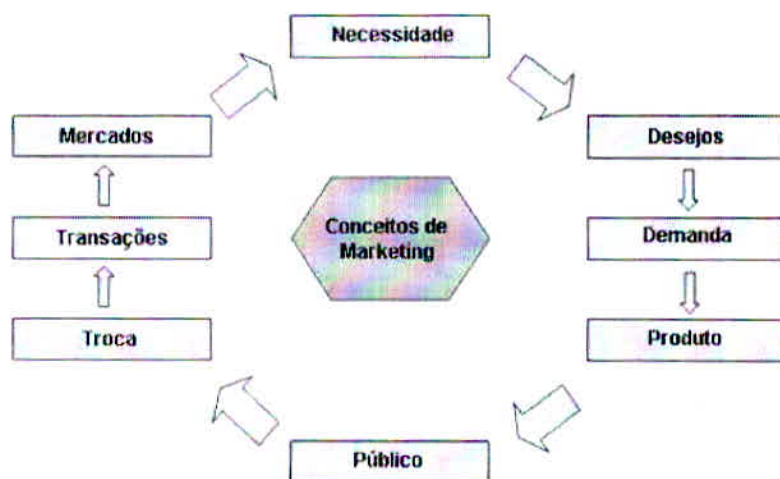 Necessidade
Mercados
Desejos
Transações
Conceitos de
Marketing
Demanda
Troca
Produto
Público